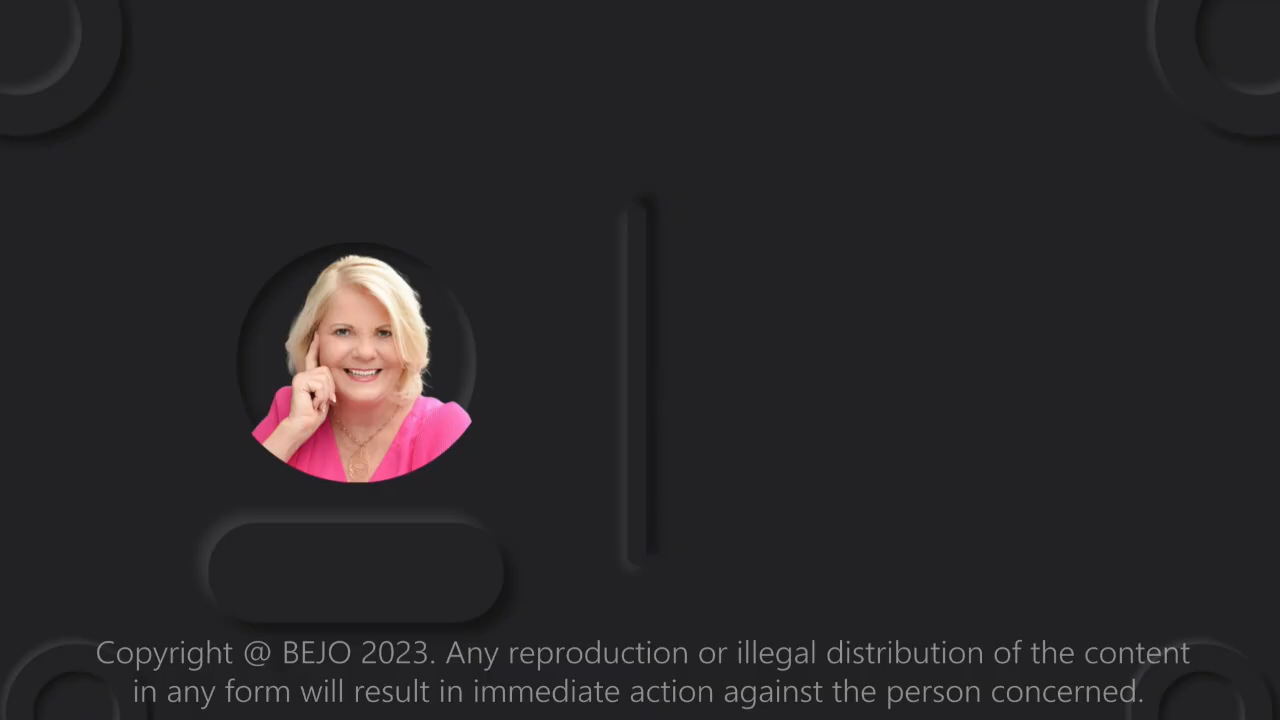 Copyright @ BEJO 2023. Any reproduction or illegal distribution of the content
in any form will result in immediate action against the person concerned.